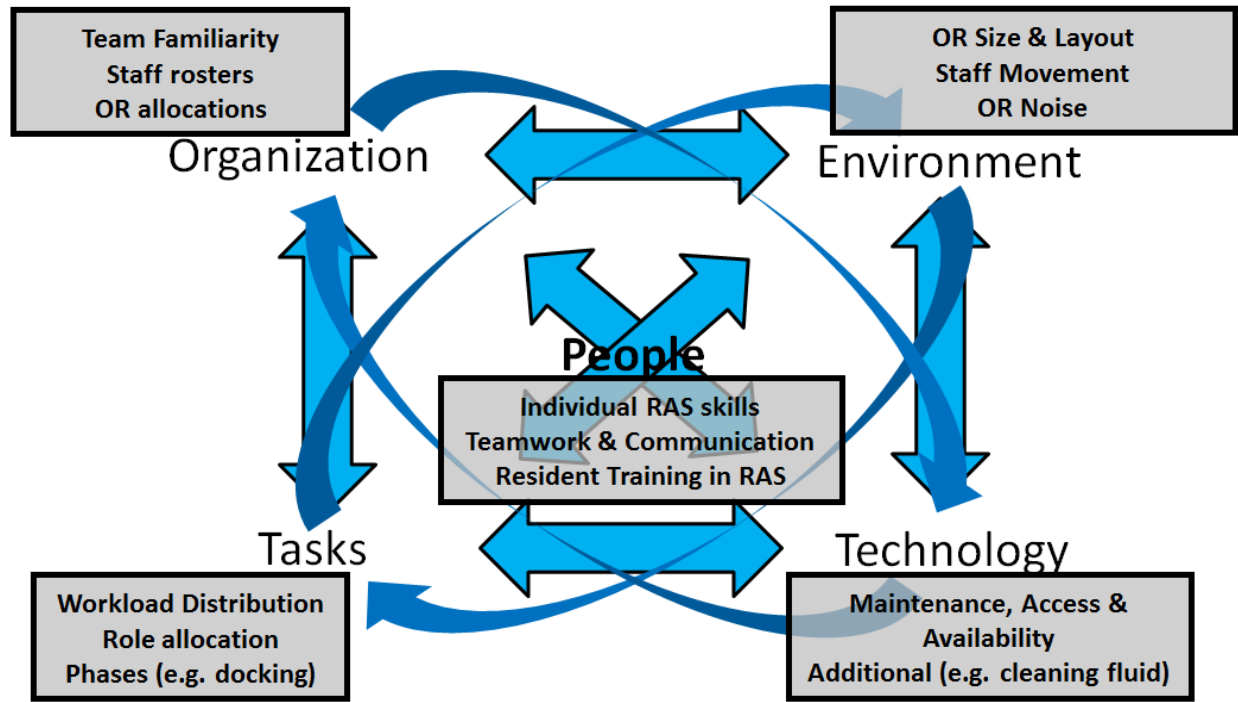 Team Familiarity
Staff rosters
OR allocations
Organization
OR Size & Layout
Staff Movement
OR Noise
Environment
People
Individual RAS skills
Teamwork & Communication
Resident Training in RAS
Tasks
Workload Distribution
Role allocation
Phases (e.g. docking)
Technology
Maintenance, Access &
Availability
Additional (e.g. cleaning fluid)